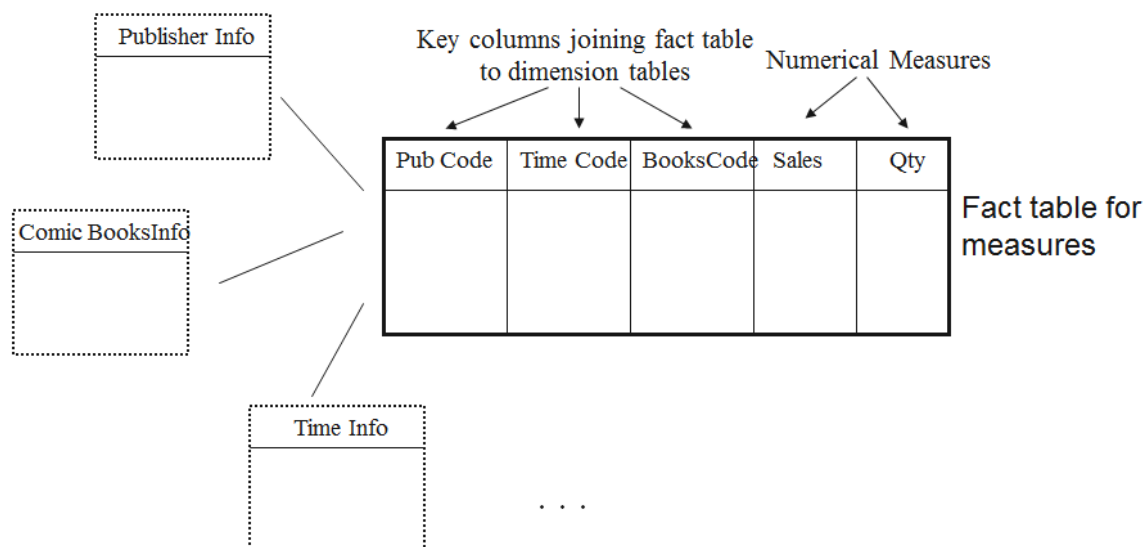 Publisher Info
Key columns joining fact table
to dimension tables
Numerical Measures
Pub Code
Time Code
BooksCode
Sales
Qty
Fact table for
measures
Comic BooksInfo
Time Info
. . .